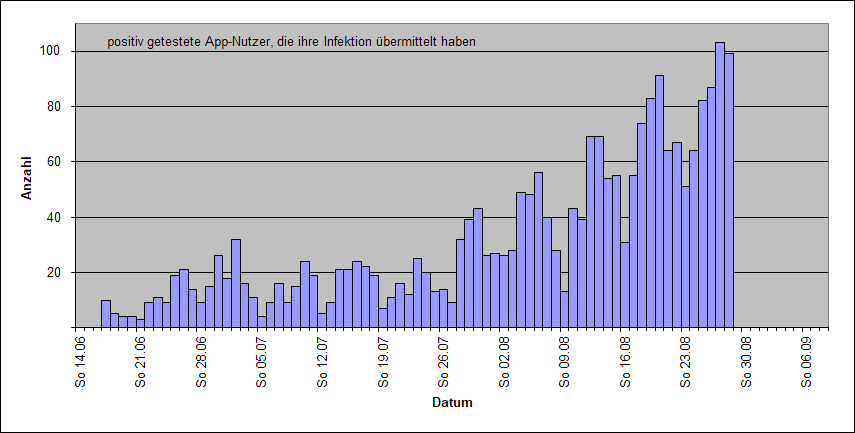 positiv getestete App-Nutzer, die ihre Infektion übermittelt haben
100
80
60
40
20
Anzahl
So 14.06
So 21.06
So 28.06
So 05.07
So 12.07
So 19.07
So 26.07
So 02.08
So 09.08
So 16.08
So 23.08
So 30.08
So 06.09
Datum